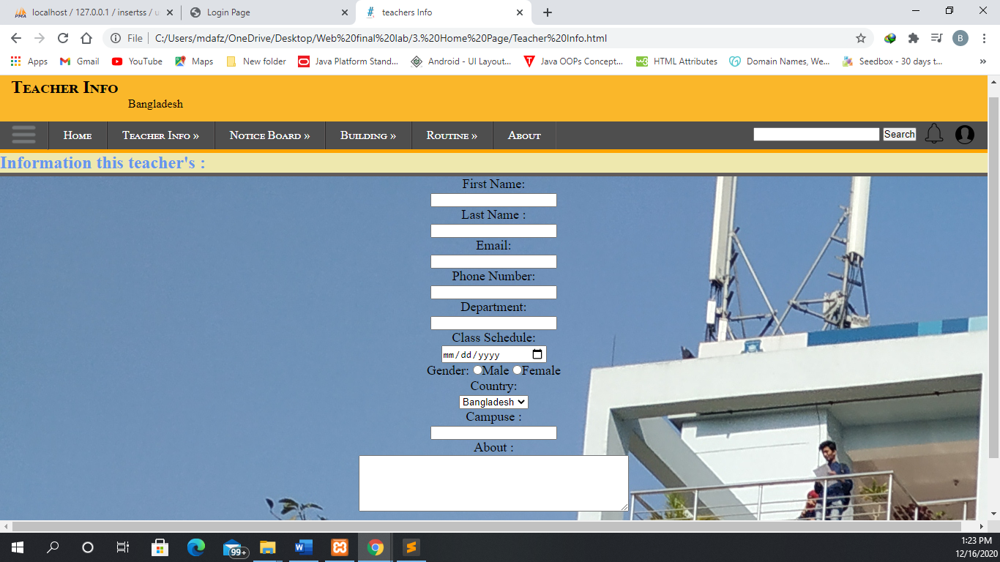 localhost / 127.0.0.1 / insertss / u
Login Page
teachers Info
File
C:/Users/mdafz/OneDrive/Desktop/Web%20final%20lab/3.%20Home%20Page/Teacher%20Info.html
B
Apps
Gmail
YouTube
Maps
New folder
Java Platform Stand...
Android - UI Layout...
Java OOPs Concept...
HTML Attributes
Domain Names, We...
Seedbox - 30 days t...
»
Teacher Info
Bangladesh
Home
Teacher Info »
Notice Board »
Building »
Routine »
About
Search
Information this teacher's :
First Name:
Last Name :
Email:
Phone Number:
Department:
Class Schedule:
mm/dd/yyyy
Gender: Male Female
Country:
Bangladesh
Campuse :
About :
99+
1:23 PM
12/16/2020